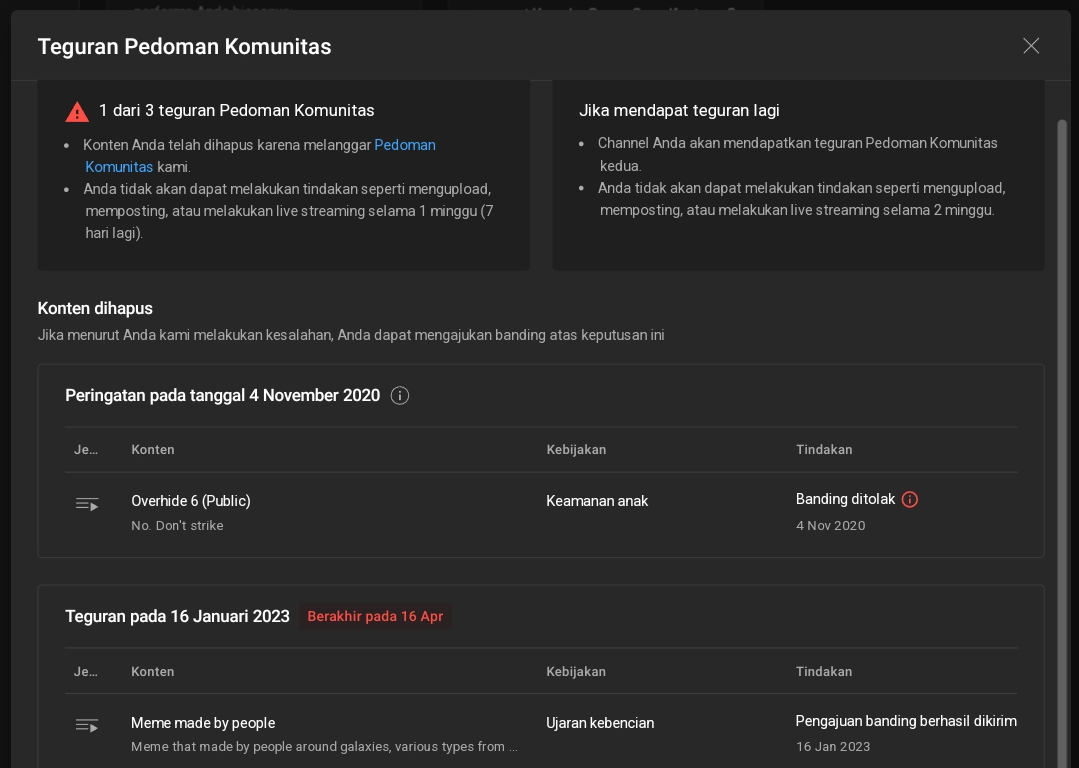 Teguran Pedoman Komunitas
1 dari 3 teguran Pedoman Komunitas
Konten Anda telah dihapus karena melanggar Pedoman
Komunitas kami.
Anda tidak akan dapat melakukan tindakan seperti mengupload,
memposting, atau melakukan live streaming selama 1 minggu (7
hari lagi).
Jika mendapat teguran lagi
Channel Anda akan mendapatkan teguran Pedoman Komunitas
kedua.
Anda tidak akan dapat melakukan tindakan seperti mengupload,
memposting, atau melakukan live streaming selama 2 minggu.
Konten dihapus
Jika menurut Anda kami melakukan kesalahan, Anda dapat mengajukan banding atas keputusan ini
Peringatan pada tanggal 4 November 2020
Je... Konten Kebijakan Tindakan
Overhide 6 (Public) Keamanan anak Banding ditolak
No. Don't strike 4 Nov 2020
Teguran pada 16 Januari 2023 Berakhir pada 16 Apr
Je... Konten Kebijakan Tindakan
Meme made by people Ujaran kebencian Pengajuan banding berhasil dikirim
Meme that made by people around galaxies, various types from ... 16 Jan 2023